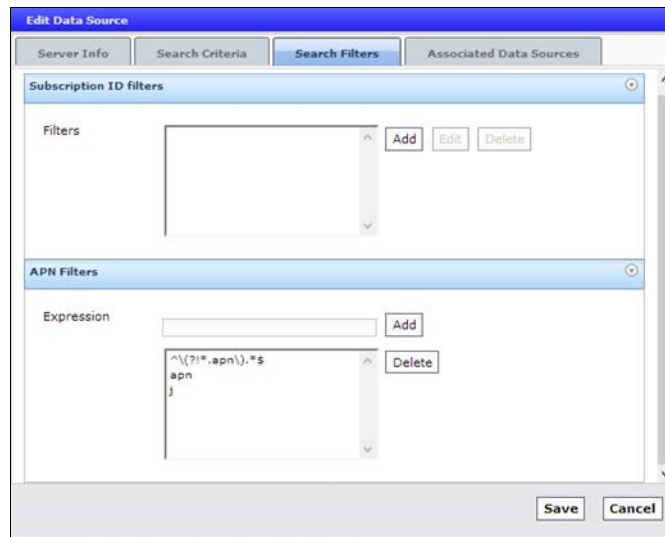 Edit Data Source
Server Info Search Criteria Search Filters Associated Data Sources
Subscription ID filters
Filters Add Edit Delete
APN Filters
Expression Add
^\(?!*.apn\).*$ Delete
apn
j
Save Cancel